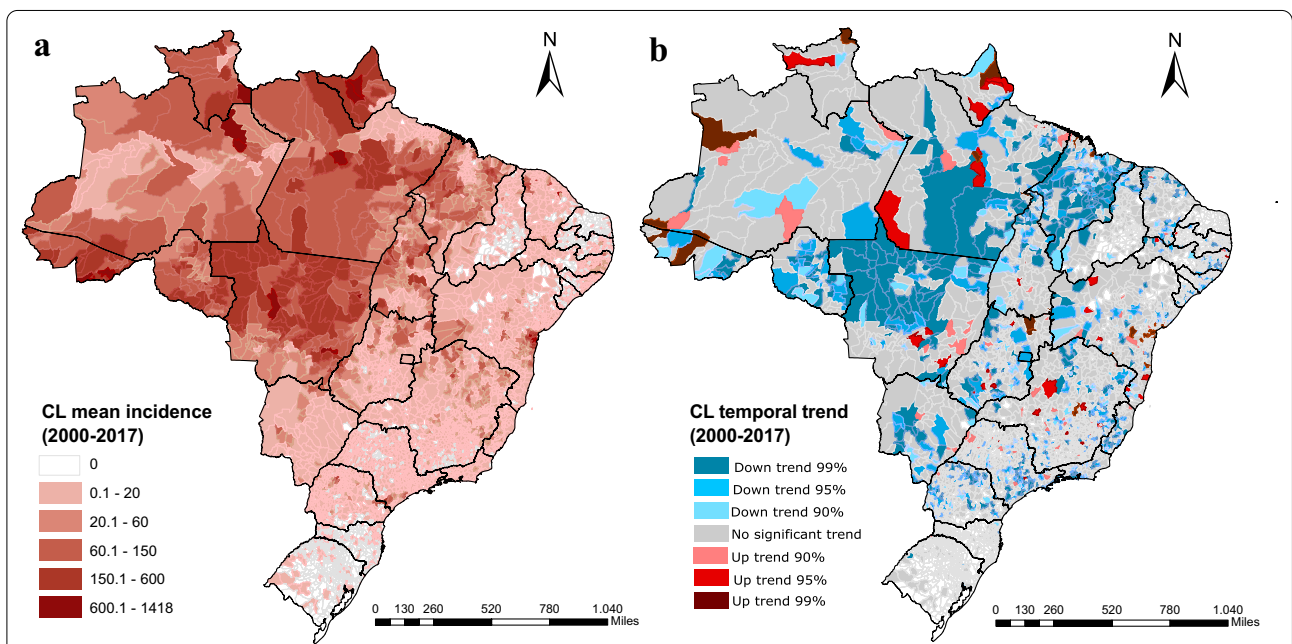 a
N
CL mean incidence
(2000-2017)
0
0.1 - 20
20.1 - 60
60.1 - 150
150.1 - 600
600.1 - 1418
0 130 260 520 780 1.040
Miles
b
N
CL temporal trend
(2000-2017)
Down trend 99%
Down trend 95%
Down trend 90%
No significant trend
Up trend 90%
Up trend 95%
Up trend 99%
0 130 260 520 780 1.040
Miles